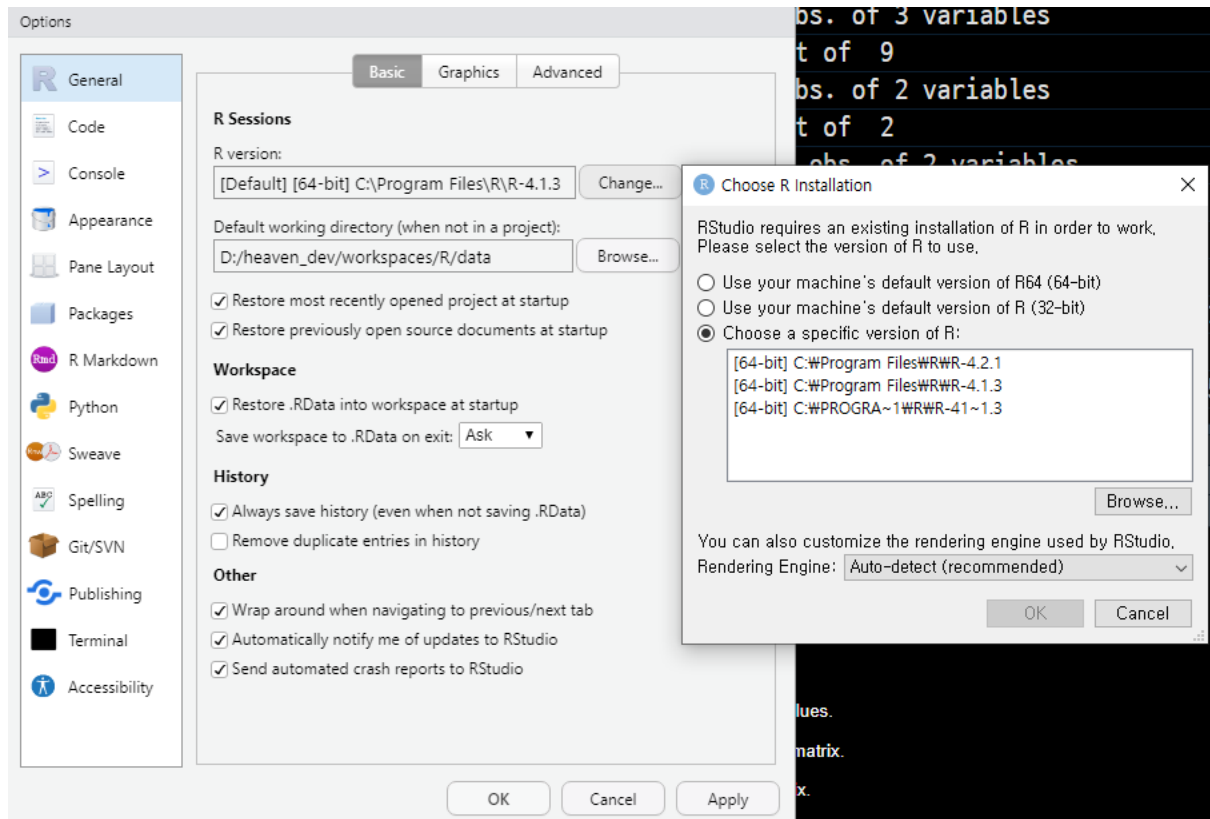 Options
General
Code
Console
Appearance
Pane Layout
Packages
Rmd R Markdown
Python
Sweave
ABC Spelling
Git/SVN
Publishing
Terminal
Accessibility
Basic Graphics Advanced
R Sessions
R version:
[Default] [64-bit] C:\Program Files\R\R-4.1.3 Change...
Default working directory (when not in a project):
D:/heaven_dev/workspaces/R/data Browse...
Restore most recently opened project at startup
Restore previously open source documents at startup
Workspace
Restore .RData into workspace at startup
Save workspace to .RData on exit: Ask
History
Always save history (even when not saving .RData)
Remove duplicate entries in history
Other
Wrap around when navigating to previous/next tab
Automatically notify me of updates to RStudio
Send automated crash reports to RStudio
OK Cancel Apply
bs. of 3 variables
t of 9
bs. of 2 variables
t of 2
obs. of 2 variables
R Choose R Installation
RStudio requires an existing installation of R in order to work,
Please select the version of R to use,
Use your machine's default version of R64 (64-bit)
Use your machine's default version of R (32-bit)
Choose a specific version of R:
[64-bit] C:₩Program Files₩R₩R-4.2.1
[64-bit] C:₩Program Files₩R₩R-4.1.3
[64-bit] C:₩PROGRA~1₩R₩R-41~1.3
Browse,,,
You can also customize the rendering engine used by RStudio,
Rendering Engine: Auto-detect (recommended)
OK Cancel
lues.
matrix.
x.